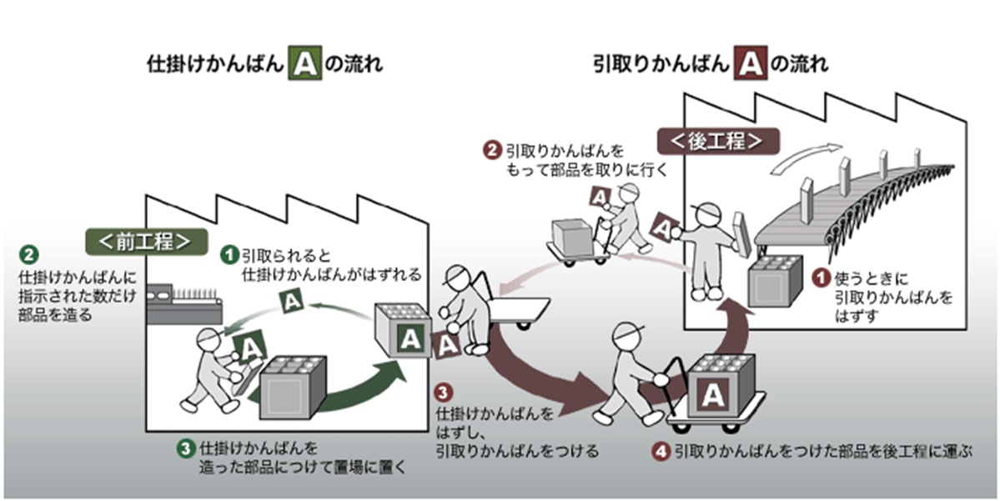 仕掛けかんばん A の流れ
引取りかんばん A の流れ
＜後工程＞
❷ 引取りかんばんを
もって部品を取りに行く
A
A
❶ 使うときに
引取りかんばんを
はずす
＜前工程＞
❶ 引取られると
仕掛けかんばんがはずれる
❷
仕掛けかんばんに
指示された数だけ
部品を造る
A
A
A
A
❸ 仕掛けかんばんを
造った部品につけて置場に置く
❸
仕掛けかんばんを
はずし、
引取りかんばんをつける
A
❹ 引取りかんばんをつけた部品を後工程に運ぶ